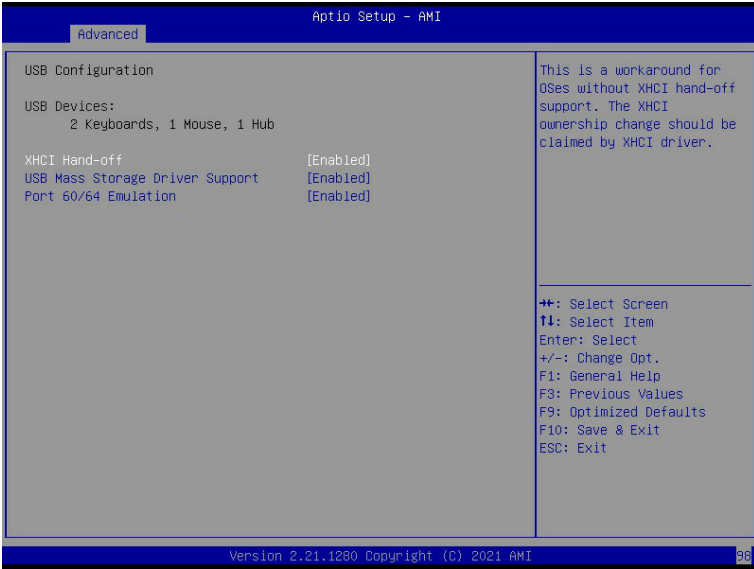 Aptio Setup – AMI
Advanced
USB Configuration
USB Devices:
2 Keyboards, 1 Mouse, 1 Hub
XHCI Hand-off [Enabled]
USB Mass Storage Driver Support [Enabled]
Port 60/64 Emulation [Enabled]
This is a workaround for
OSes without XHCI hand-off
support. The XHCI
ownership change should be
claimed by XHCI driver.
→←: Select Screen
↑↓: Select Item
Enter: Select
+/-: Change Opt.
F1: General Help
F3: Previous Values
F9: Optimized Defaults
F10: Save & Exit
ESC: Exit
Version 2.21.1280 Copyright (C) 2021 AMI
98